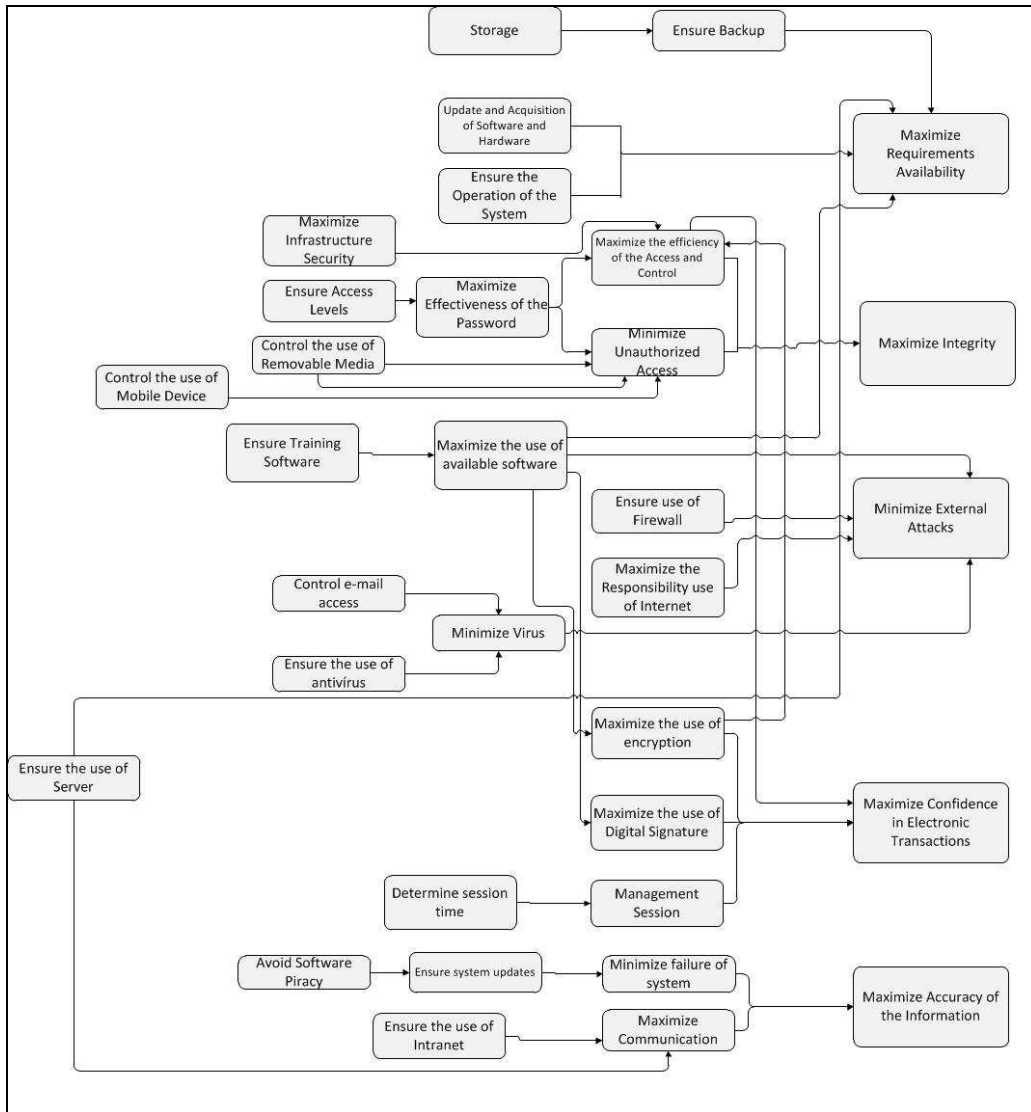 Storage
Ensure Backup
Update and Acquisition
of Software and
Hardware
Maximize
Requirements
Availability
Ensure the
Operation of the
System
Maximize
Infrastructure
Security
Maximize the efficiency
of the Access and
Control
Ensure Access
Levels
Maximize
Effectiveness of the
Password
Minimize
Unauthorized
Access
Maximize Integrity
Control the use of
Removable Media
Control the use of
Mobile Device
Ensure Training
Software
Maximize the use of
available software
Ensure use of
Firewall
Minimize External
Attacks
Maximize the
Responsibility use
of Internet
Control e-mail
access
Minimize Virus
Ensure the use of
antivírus
Maximize the use of
encryption
Ensure the use of
Server
Maximize the use of
Digital Signature
Maximize Confidence
in Electronic
Transactions
Determine session
time
Management
Session
Avoid Software
Piracy
Ensure system updates
Minimize failure of
system
Maximize Accuracy of
the Information
Ensure the use of
Intranet
Maximize
Communication